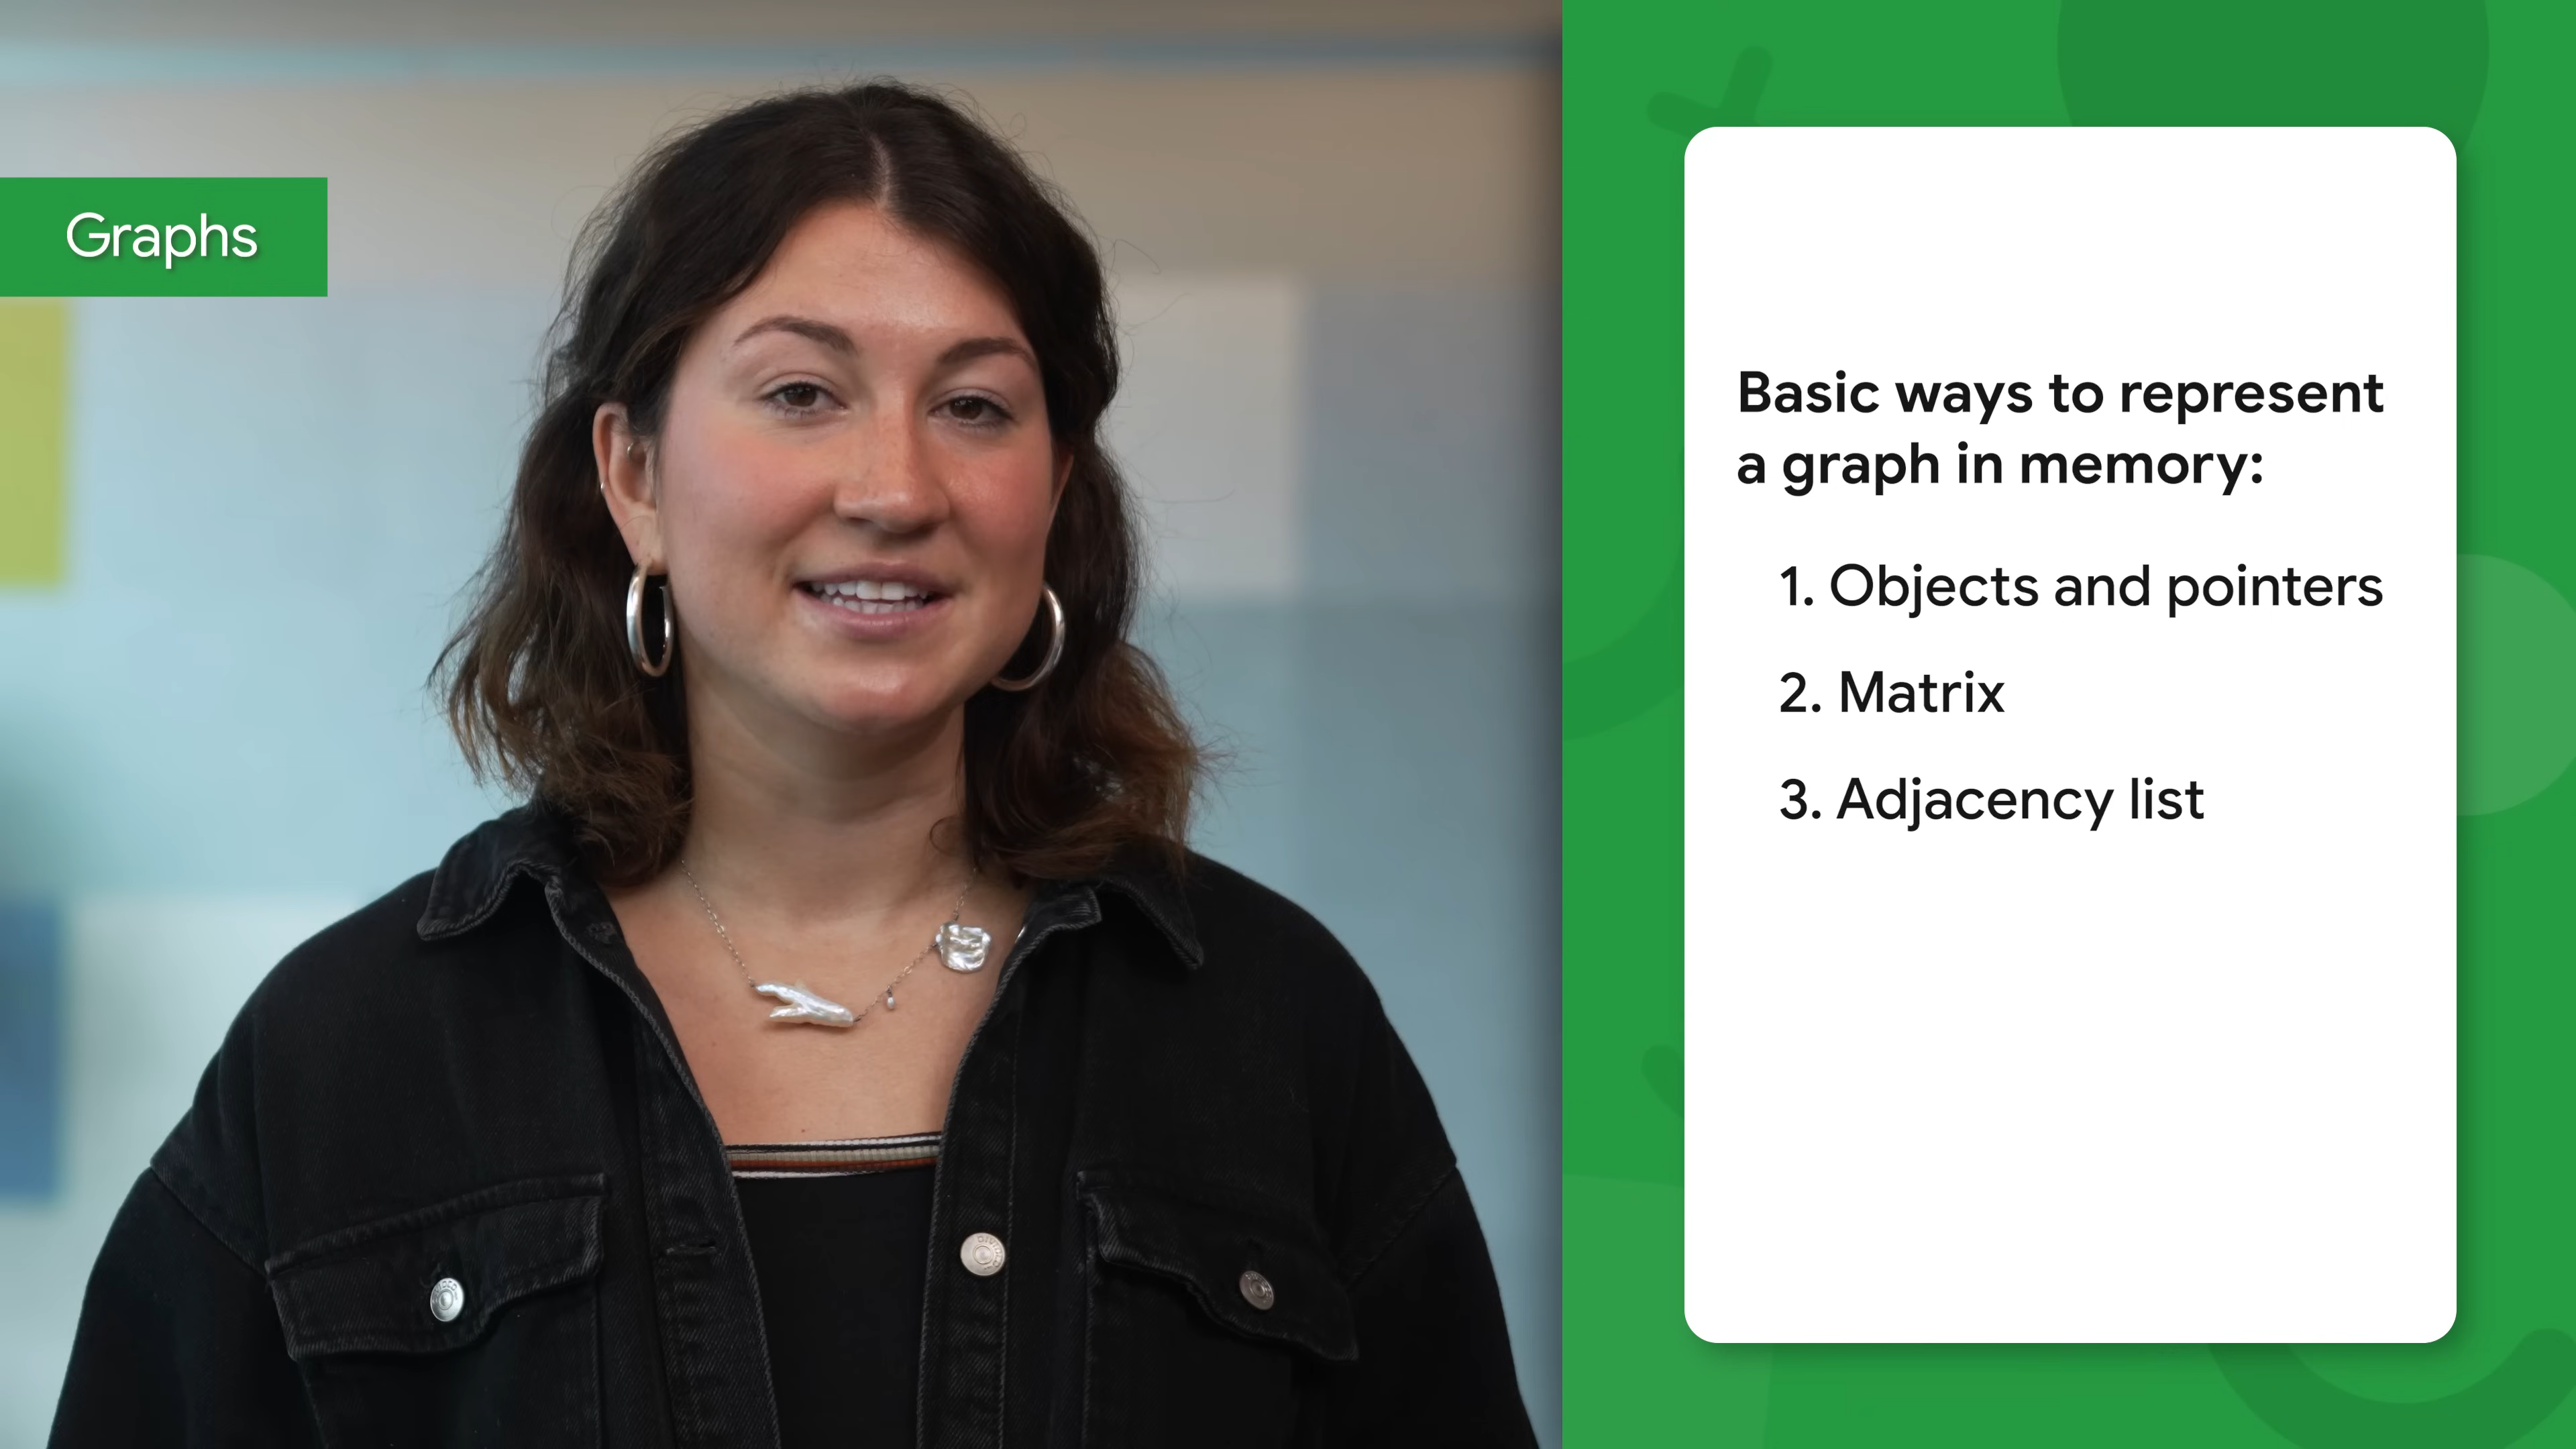 Graphs
Basic ways to represent
a graph in memory:
1. Objects and pointers
2. Matrix
3. Adjacency list